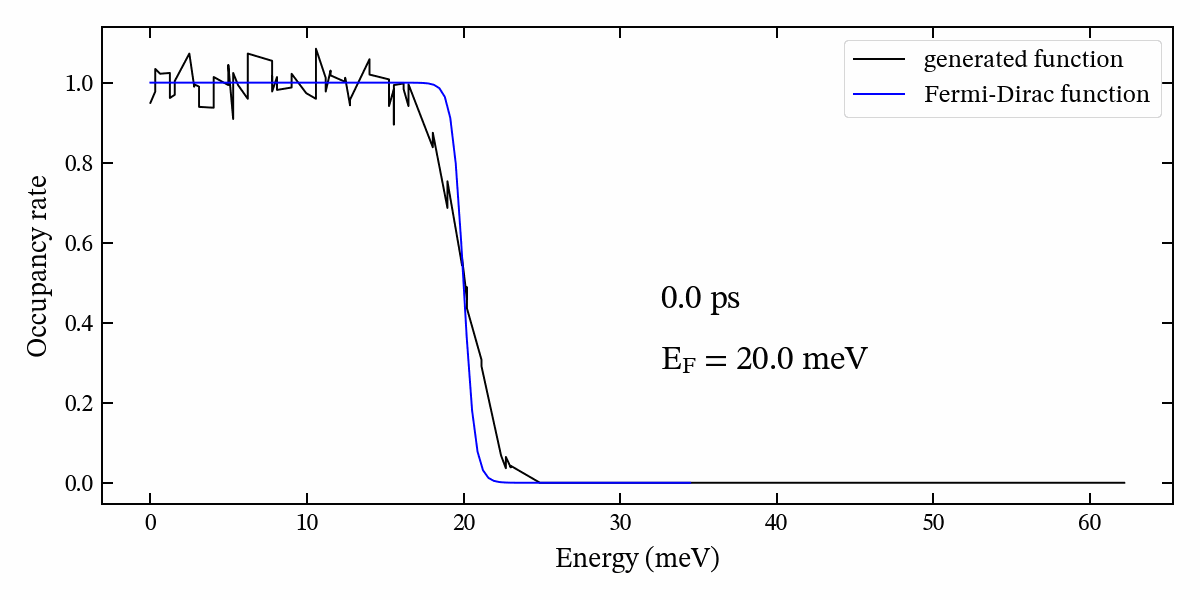 generated function
Fermi-Dirac function
1.0
0.8
0.6
0.4
0.2
0.0
Occupancy rate
0.0 ps
E_F = 20.0 meV
0 10 20 30 40 50 60
Energy (meV)